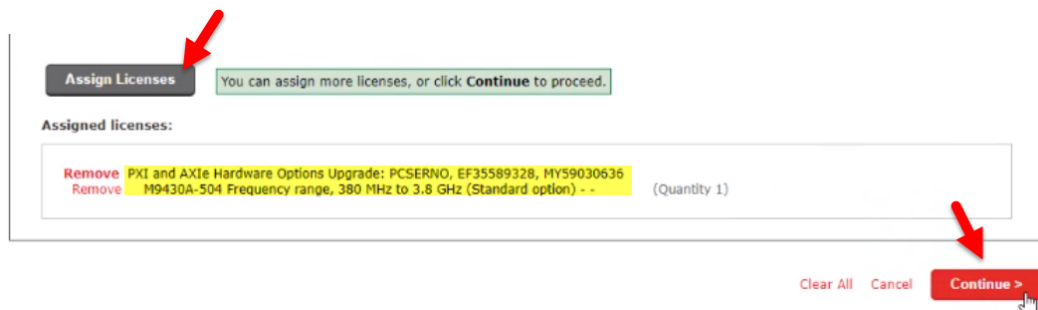 Assign Licenses
You can assign more licenses, or click Continue to proceed.
Assigned licenses:
Remove PXI and AXIe Hardware Options Upgrade: PCSERNO, EF35589328, MY59030636
Remove M9430A-504 Frequency range, 380 MHz to 3.8 GHz (Standard option) - - (Quantity 1)
Clear All Cancel Continue >